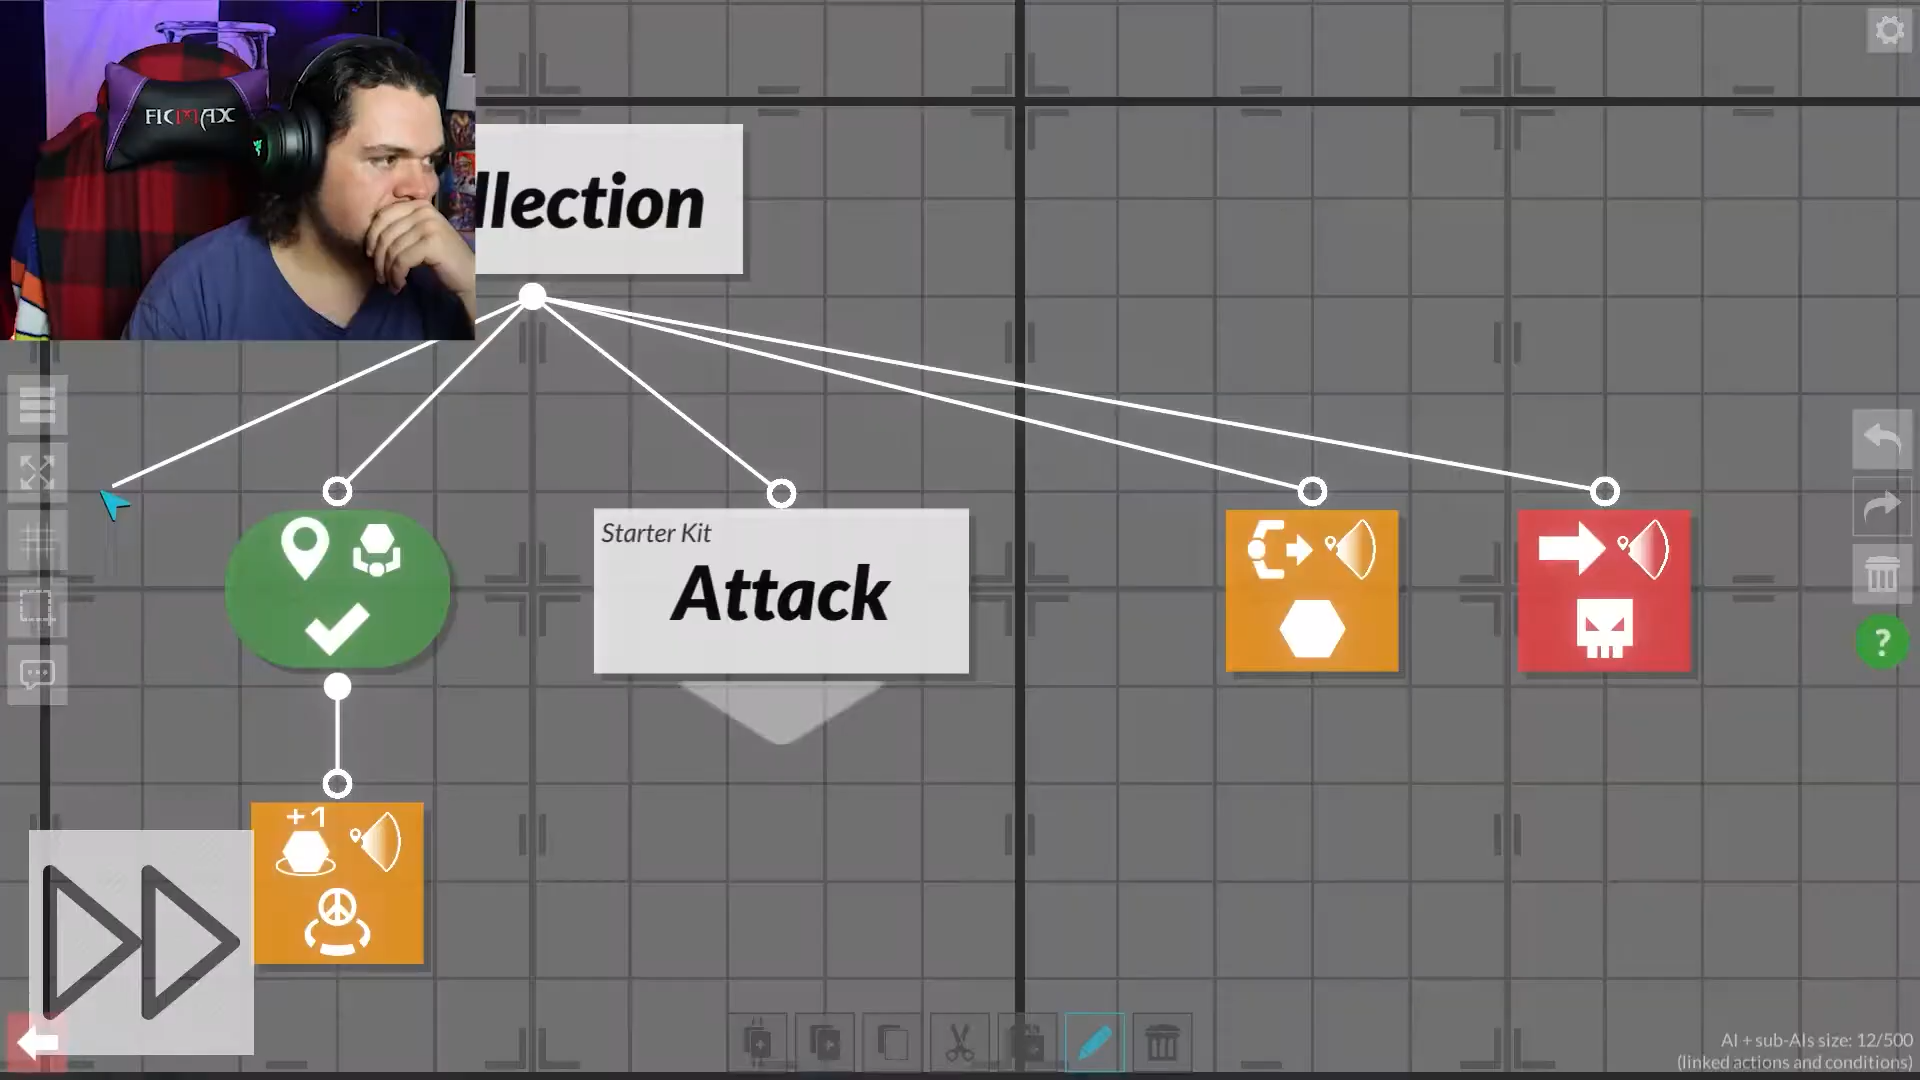 FICMAX
llection
Starter Kit
Attack
+1
?
AI + sub-AIs size: 12/500
(linked actions and conditions)